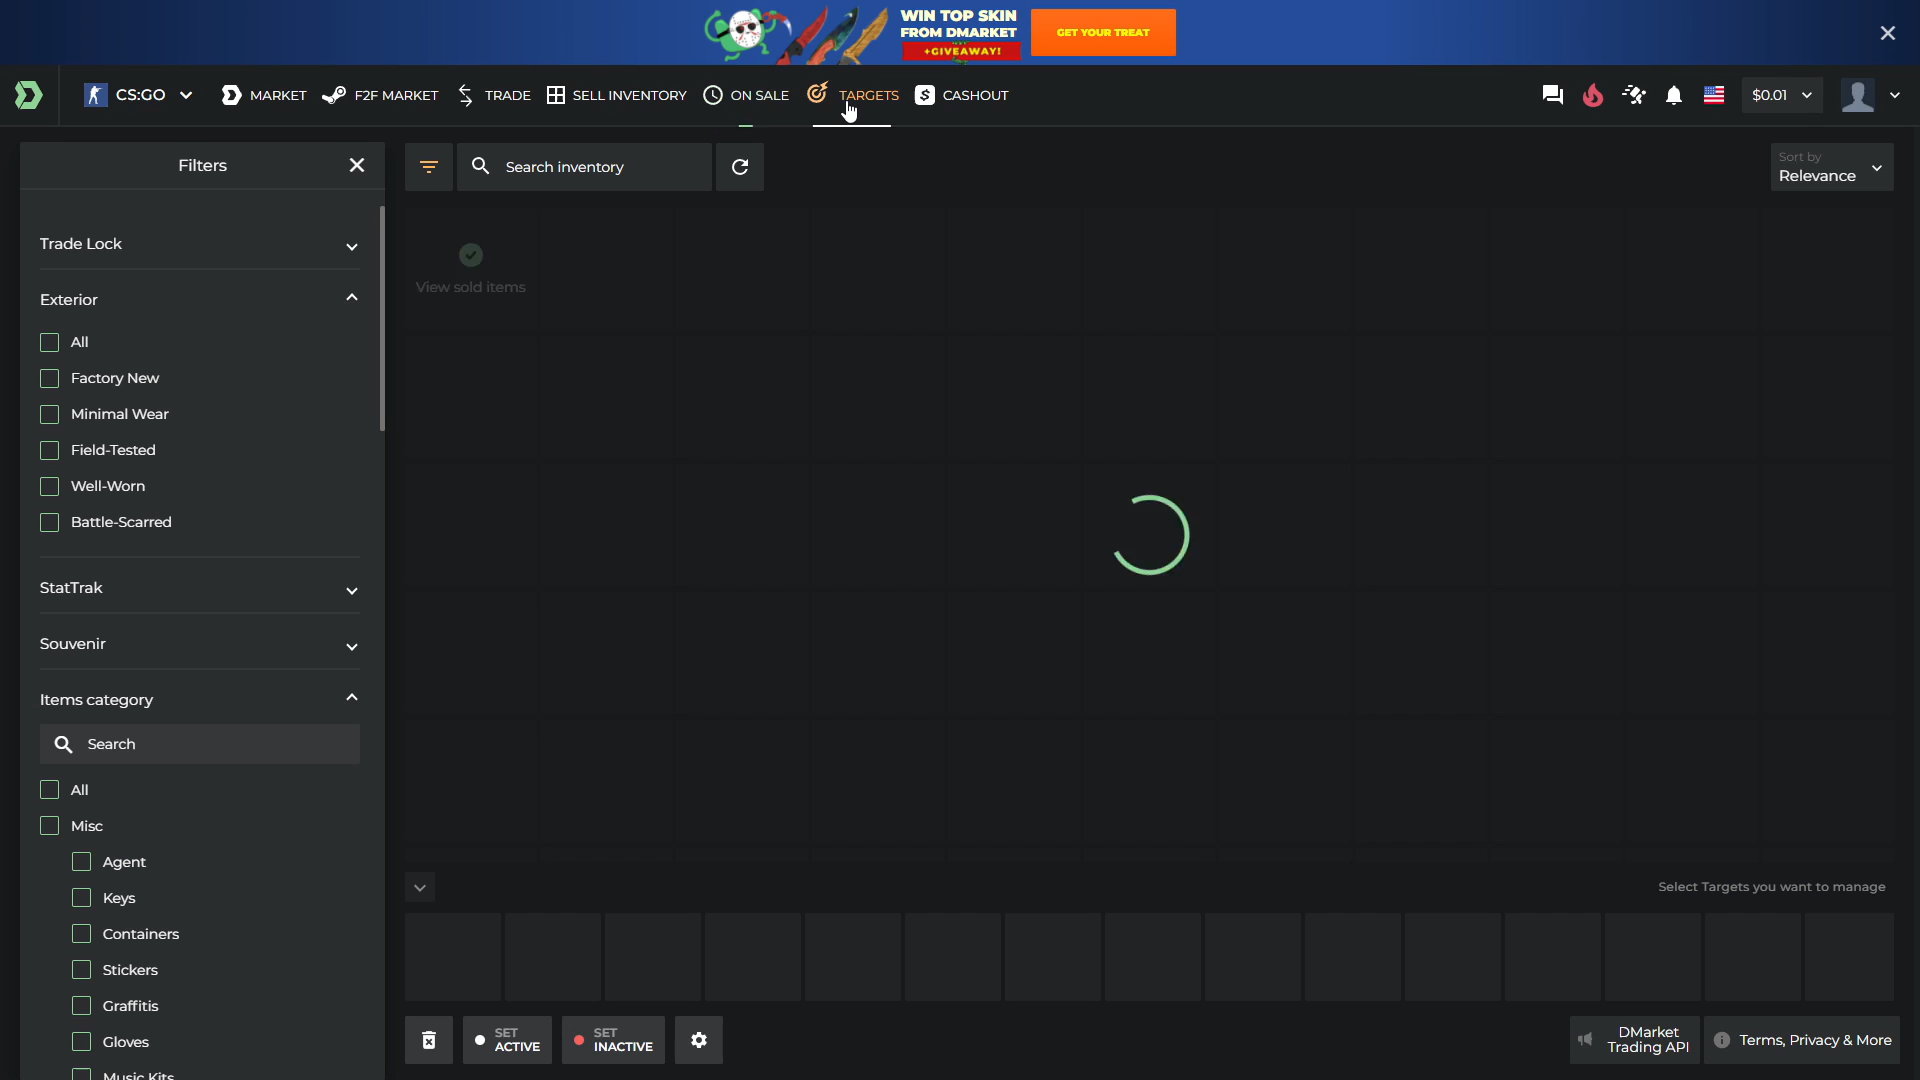 WIN TOP SKIN
FROM DMARKET
+GIVEAWAY!
GET YOUR TREAT
CS:GO
MARKET
F2F MARKET
TRADE
SELL INVENTORY
ON SALE
TARGETS
CASHOUT
$0.01
Filters
Search inventory
Sort by
Relevance
Trade Lock
View sold items
Exterior
All
Factory New
Minimal Wear
Field-Tested
Well-Worn
Battle-Scarred
StatTrak
Souvenir
Items category
Search
All
Misc
Agent
Keys
Containers
Stickers
Graffitis
Gloves
Music Kits
Select Targets you want to manage
SET
ACTIVE
SET
INACTIVE
DMarket
Trading API
Terms, Privacy & More